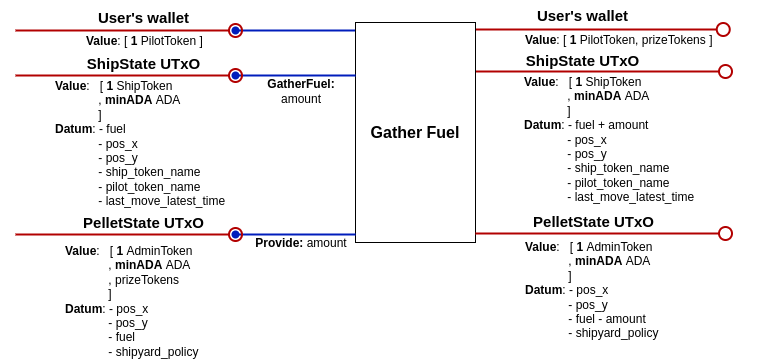 User's wallet
Value: [ 1 PilotToken ]
ShipState UTxO
Value: [ 1 ShipToken
, minADA ADA
]
Datum: - fuel
- pos_x
- pos_y
- ship_token_name
- pilot_token_name
- last_move_latest_time
PelletState UTxO
Value: [ 1 AdminToken
, minADA ADA
, prizeTokens
]
Datum: - pos_x
- pos_y
- fuel
- shipyard_policy
GatherFuel:
amount
Provide: amount
Gather Fuel
User's wallet
Value: [ 1 PilotToken, prizeTokens ]
ShipState UTxO
Value: [ 1 ShipToken
, minADA ADA
]
Datum: - fuel + amount
- pos_x
- pos_y
- ship_token_name
- pilot_token_name
- last_move_latest_time
PelletState UTxO
Value: [ 1 AdminToken
, minADA ADA
]
Datum: - pos_x
- pos_y
- fuel - amount
- shipyard_policy